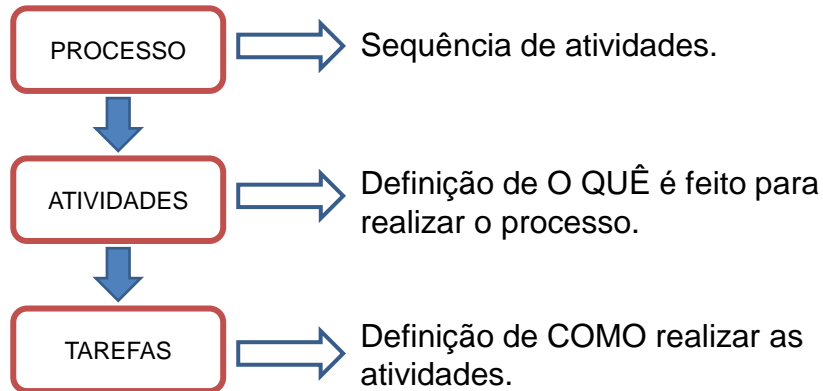 PROCESSO
Sequência de atividades.
ATIVIDADES
Definição de O QUÊ é feito para
realizar o processo.
TAREFAS
Definição de COMO realizar as
atividades.